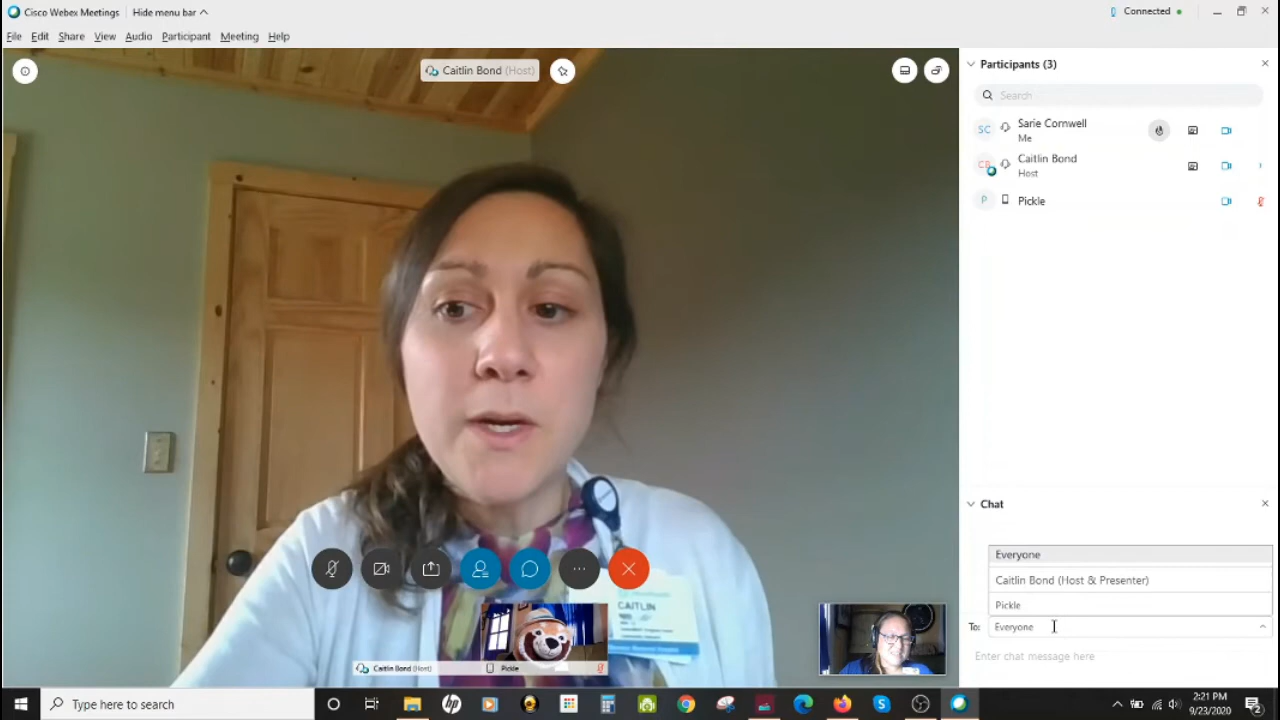 Cisco Webex Meetings
Hide menu bar
Connected
File Edit Share View Audio Participant Meeting Help
Caitlin Bond (Host)
Participants (3)
Search
SC
Sarie Cornwell
Me
CB
Caitlin Bond
Host
P
Pickle
Chat
Everyone
Caitlin Bond (Host & Presenter)
Pickle
To: Everyone
Enter chat message here
CAITLIN
Caitlin Bond (Host)
Pickle
Type here to search
hp
2:21 PM
9/23/2020
2